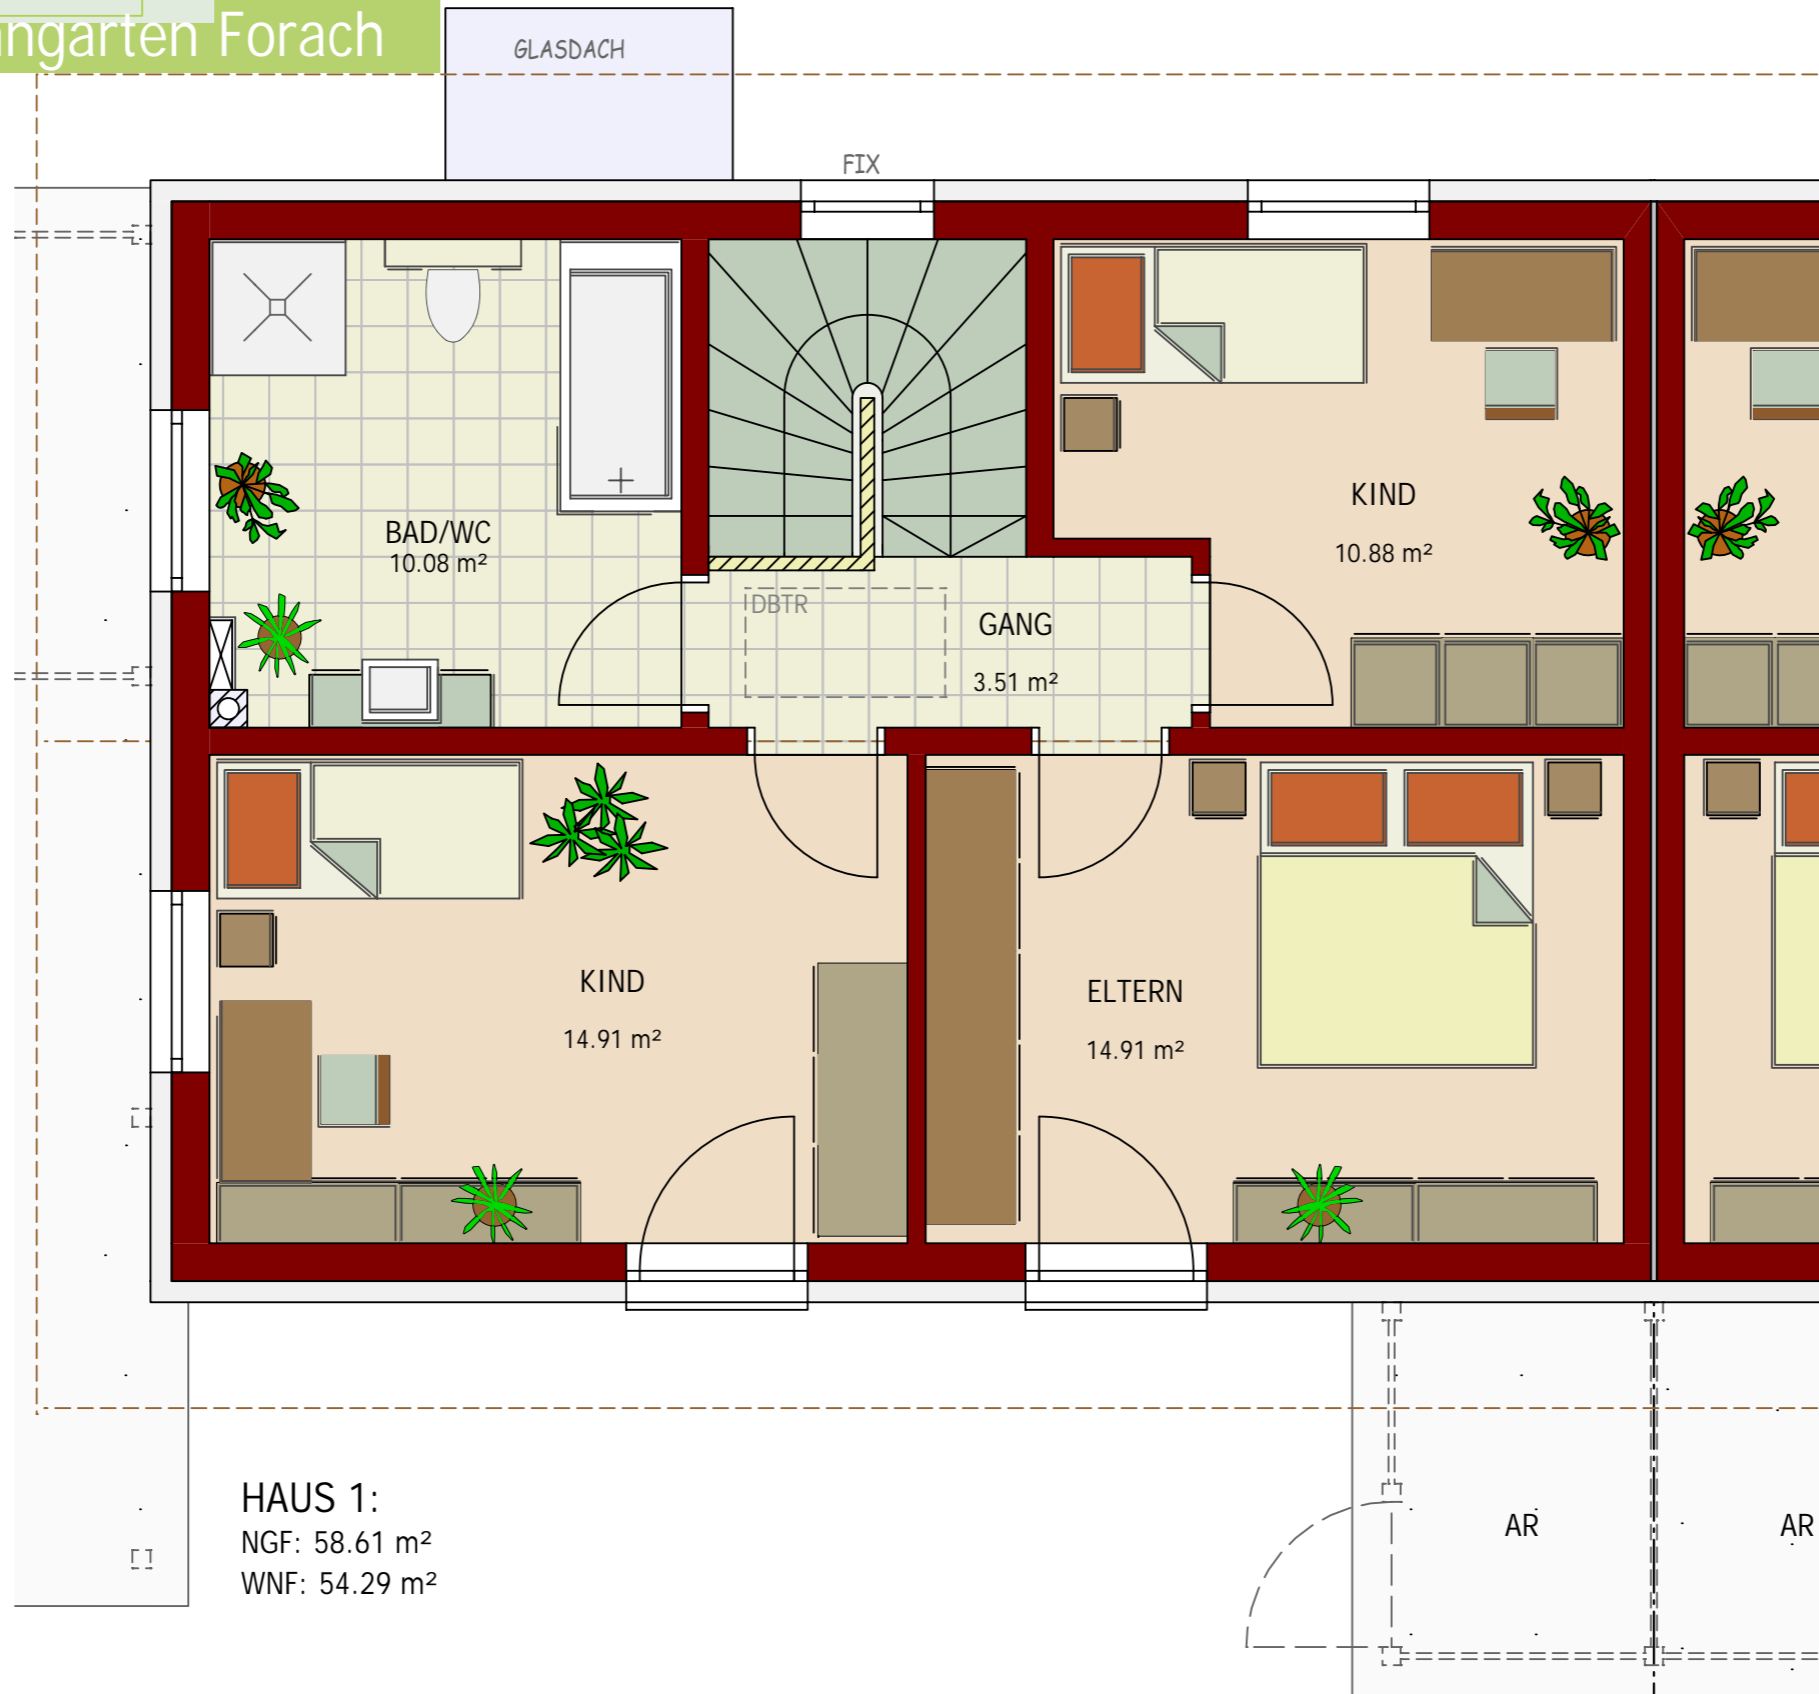 Forach
GLASDACH
FIX
BAD/WC
10.08 m²
KIND
10.88 m²
DBTR
GANG
3.51 m²
KIND
14.91 m²
ELTERN
14.91 m²
HAUS 1:
NGF: 58.61 m²
WNF: 54.29 m²
AR
AR